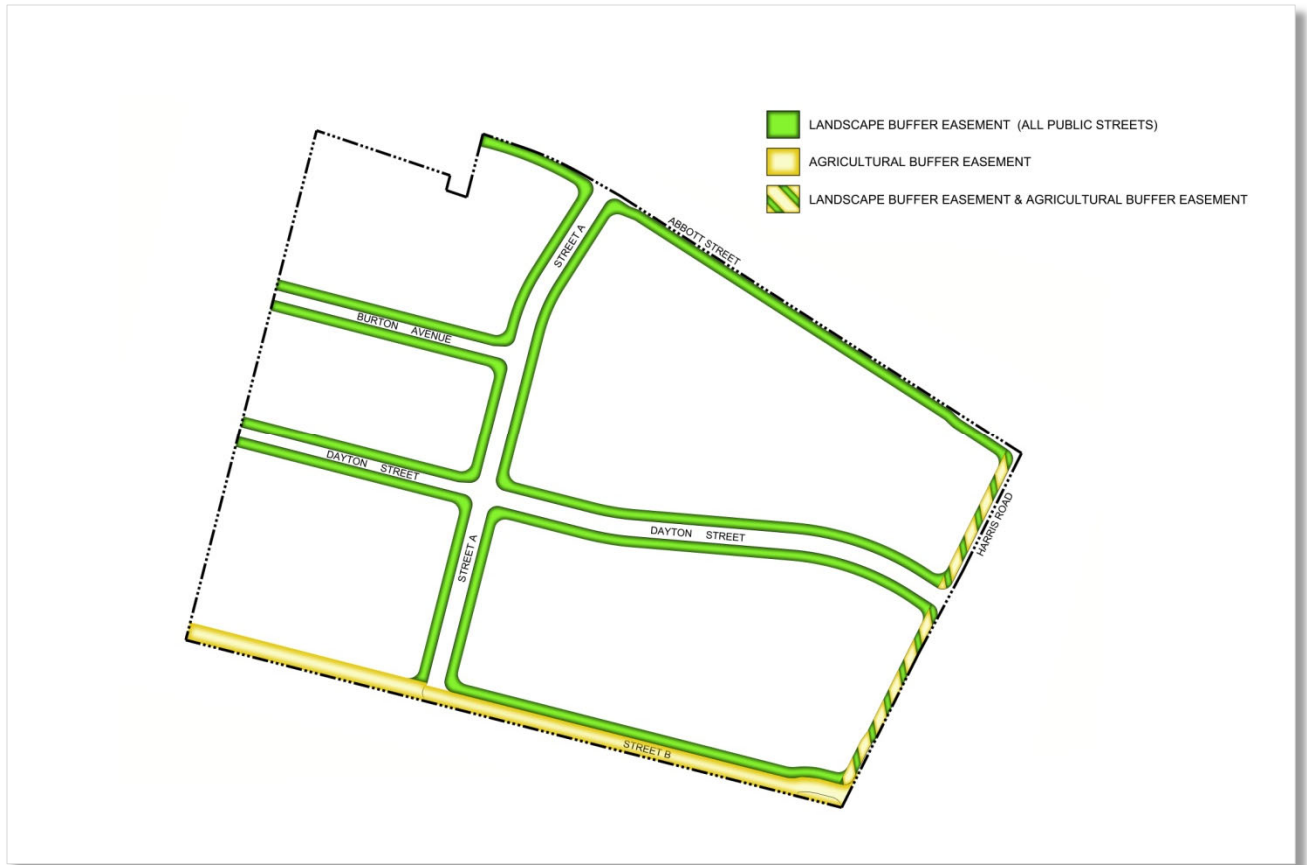 LANDSCAPE BUFFER EASEMENT (ALL PUBLIC STREETS)
AGRICULTURAL BUFFER EASEMENT
LANDSCAPE BUFFER EASEMENT & AGRICULTURAL BUFFER EASEMENT
ABBOTT STREET
STREET A
BURTON AVENUE
DAYTON STREET
HARRIS ROAD
DAYTON STREET
STREET A
STREET B